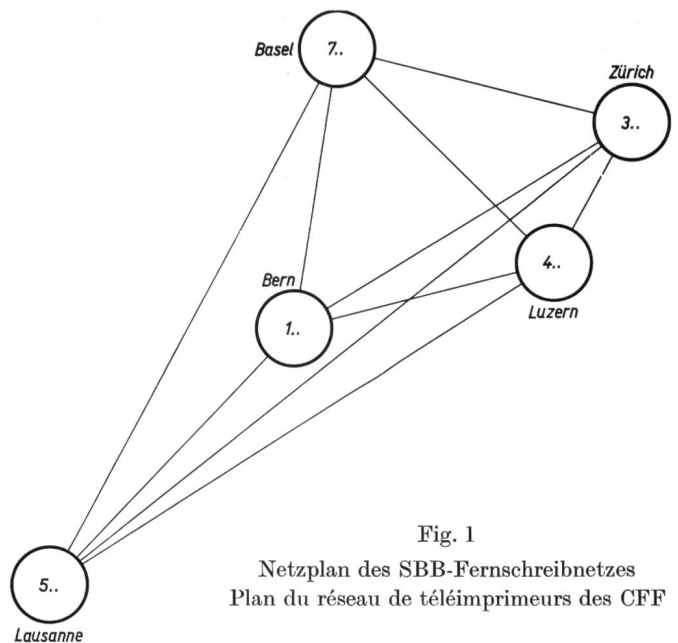 Basel
7..
Zürich
3..
4..
Luzern
Bern
1..
5..
Lausanne
Fig. 1
Netzplan des SBB-Fernschreibnetzes
Plan du réseau de téléimprimeurs des CFF